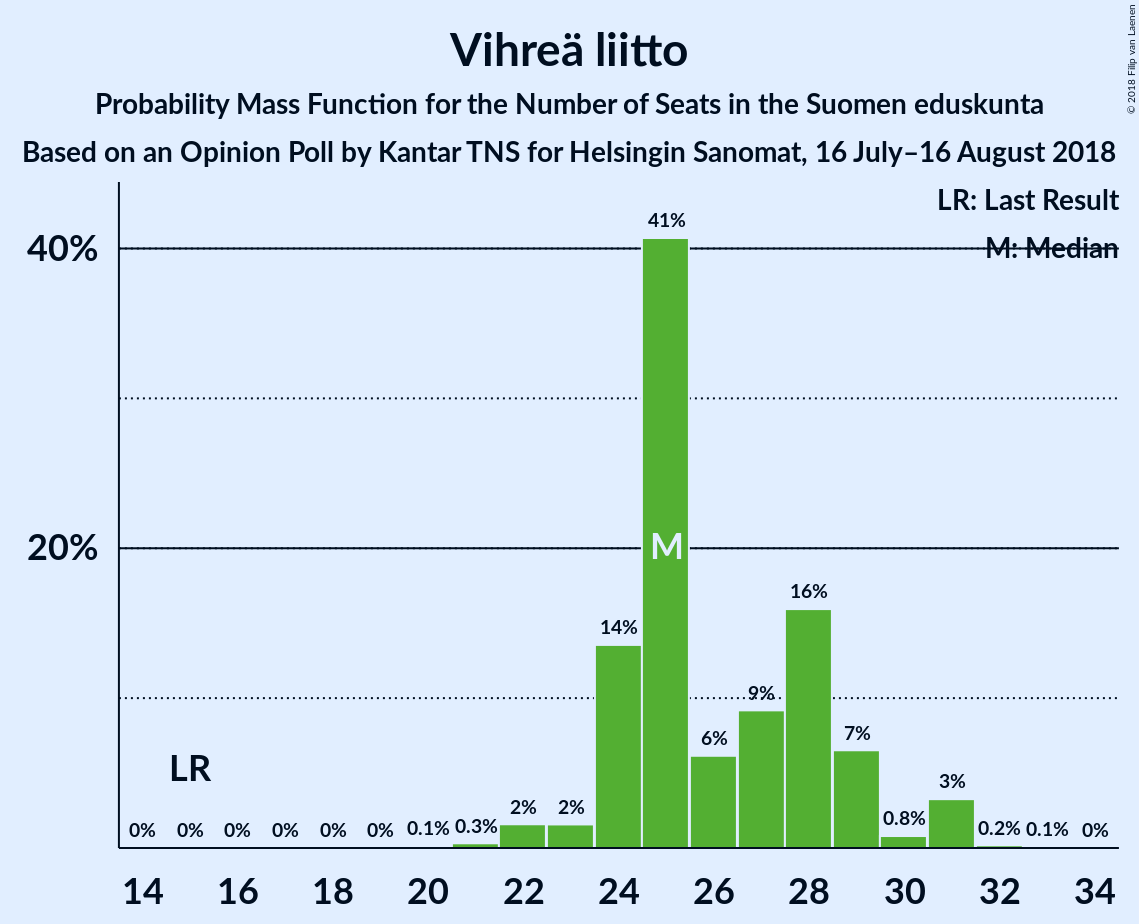 Vihreä liitto
Probability Mass Function for the Number of Seats in the Suomen eduskunta
Based on an Opinion Poll by Kantar TNS for Helsingin Sanomat, 16 July–16 August 2018
© 2018 Filip van Laenen
LR: Last Result
M: Median
40%
20%
LR
M
0% 0% 0% 0% 0% 0% 0.1% 0.3% 2% 2% 14% 41% 6% 9% 16% 7% 0.8% 3% 0.2% 0.1% 0%
14 16 18 20 22 24 26 28 30 32 34